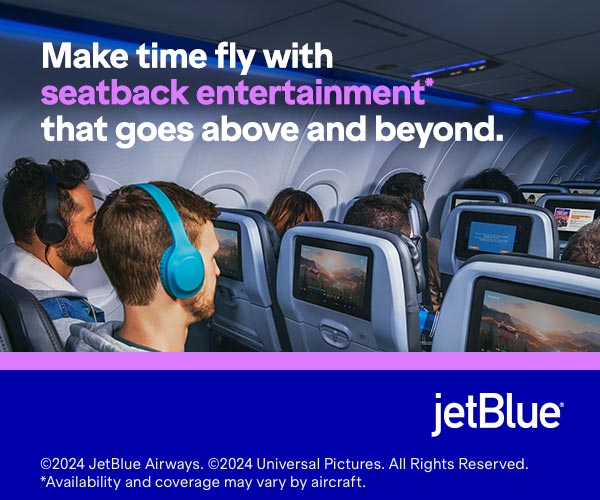 Make time fly with
seatback entertainment*
that goes above and beyond.
jetBlue®
©2024 JetBlue Airways. ©2024 Universal Pictures. All Rights Reserved.
*Availability and coverage may vary by aircraft.